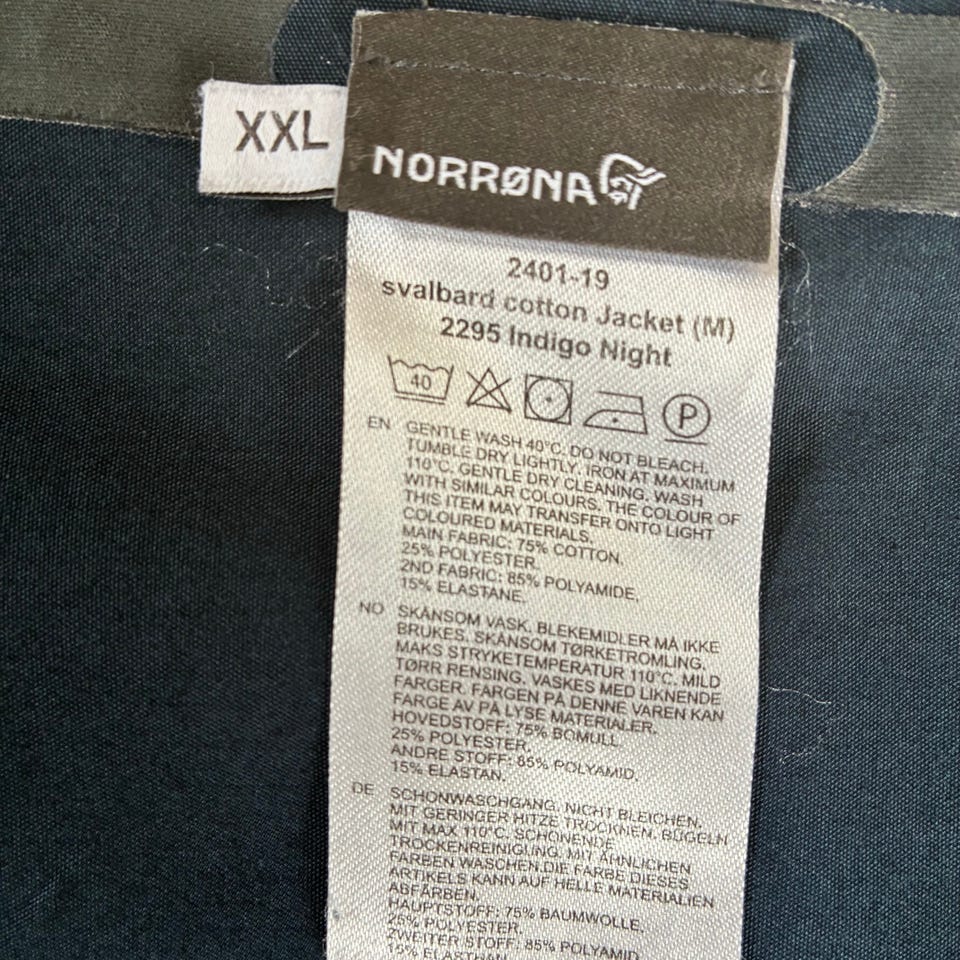 XXL
NORRØNA
2401-19
svalbard cotton Jacket (M)
2295 Indigo Night
40
P
EN GENTLE WASH 40°C. DO NOT BLEACH.
TUMBLE DRY LIGHTLY. IRON AT MAXIMUM
110°C. GENTLE DRY CLEANING. WASH
WITH SIMILAR COLOURS. THE COLOUR OF
THIS ITEM MAY TRANSFER ONTO LIGHT
COLOURED MATERIALS.
MAIN FABRIC: 75% COTTON.
25% POLYESTER.
2ND FABRIC: 85% POLYAMIDE,
15% ELASTANE.
NO SKÅNSOM VASK. BLEKEMIDLER MÅ IKKE
BRUKES. SKÅNSOM TØRKETROMLING.
MAKS STRYKETEMPERATUR 110°C. MILD
TØRR RENSING. VASKES MED LIKNENDE
FARGER. FARGEN PÅ DENNE VAREN KAN
FARGE AV PÅ LYSE MATERIALER.
HOVEDSTOFF: 75% BOMULL
25% POLYESTER.
ANDRE STOFF: 85% POLYAMID.
15% ELASTAN.
DE SCHONWASCHGANG. NICHT BLEICHEN.
MIT GERINGER HITZE TROCKNEN. BÜGELN
MIT MAX 110°C. SCHONENDE
TROCKENREINIGUNG. MIT ÄHNLICHEN
FARBEN WASCHEN.DIE FARBE DIESES
ARTIKELS KANN AUF HELLE MATERIALIEN
ABFÄRBEN.
HAUPTSTOFF: 75% BAUMWOLLE.
25% POLYESTER.
ZWEITER STOFF: 85% POLYAMID
15% ELASTAN